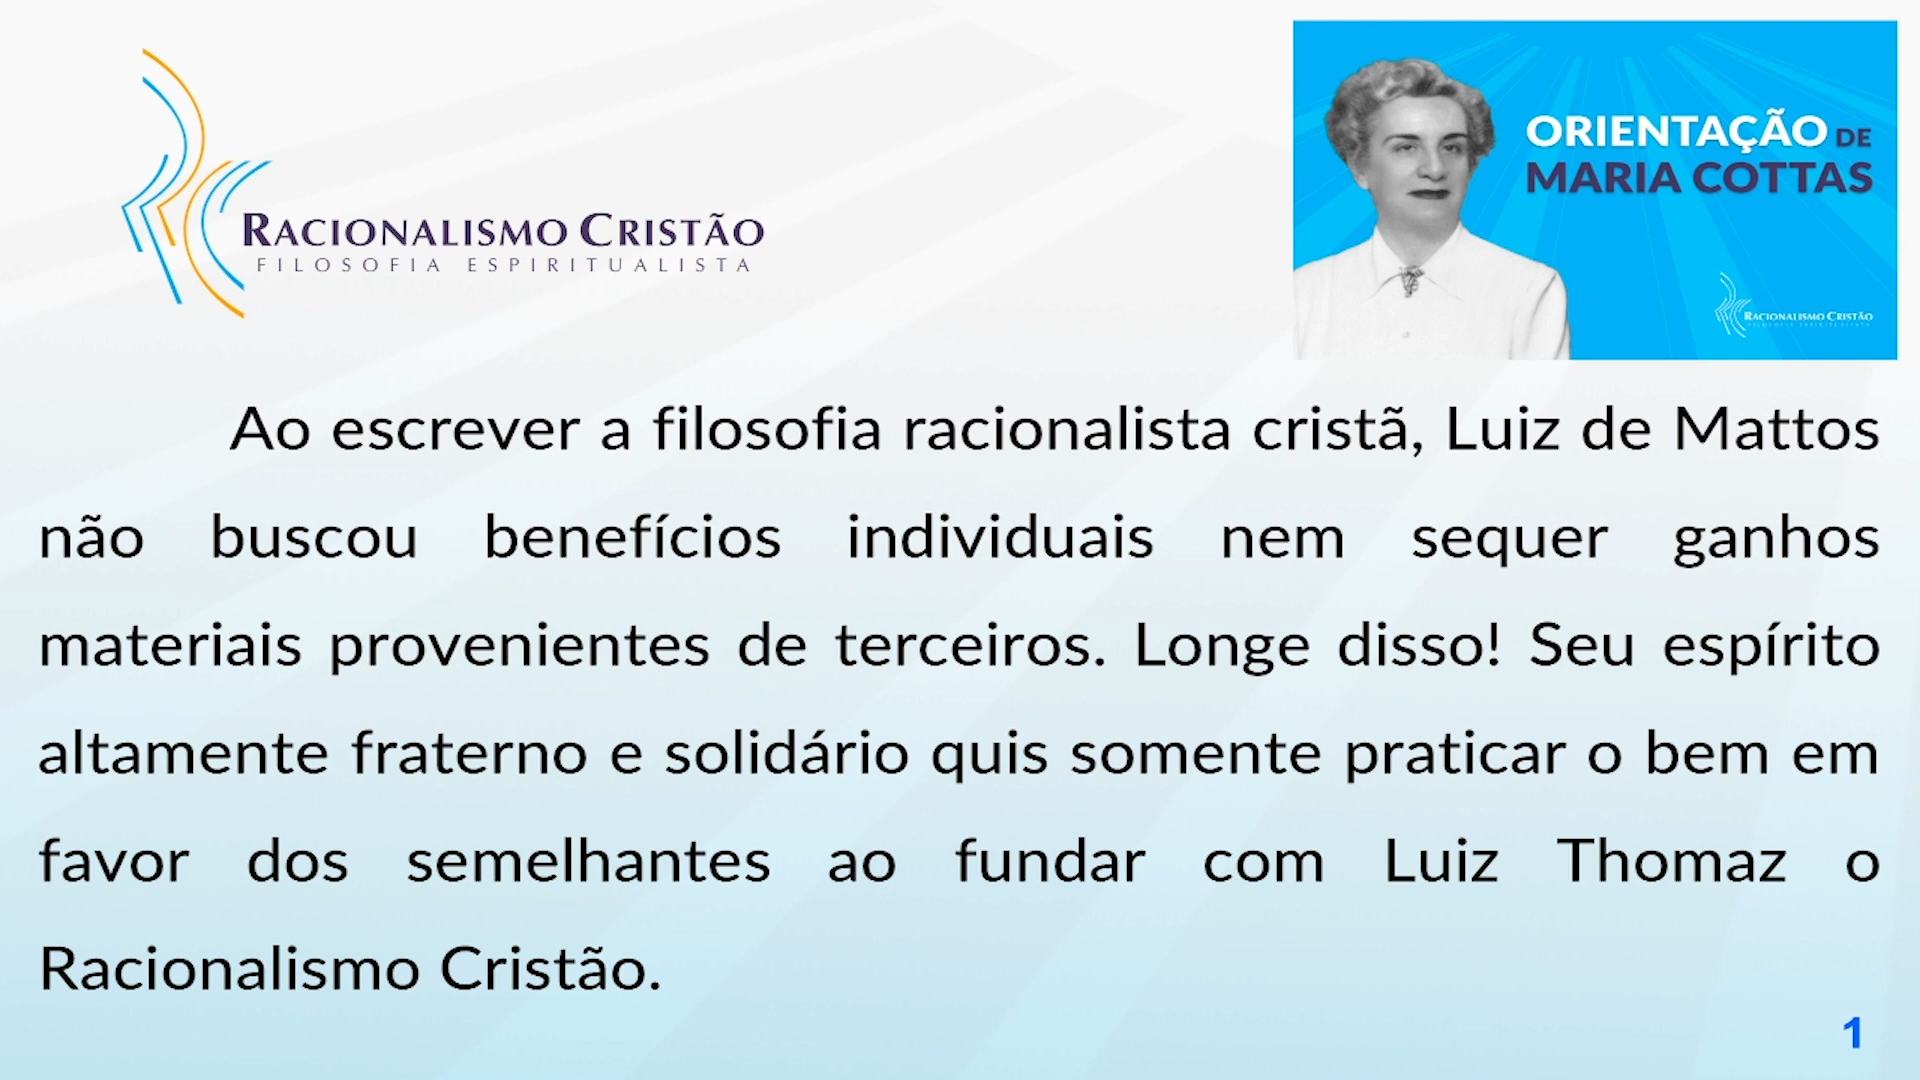 RACIONALISMO CRISTÃO
FILOSOFIA ESPIRITUALISTA
ORIENTAÇÃO DE
MARIA COTTAS
RACIONALISMO CRISTÃO
FILOSOFIA ESPIRITUALISTA
Ao escrever a filosofia racionalista cristã, Luiz de Mattos
não buscou benefícios individuais nem sequer ganhos
materiais provenientes de terceiros. Longe disso! Seu espírito
altamente fraterno e solidário quis somente praticar o bem em
favor dos semelhantes ao fundar com Luiz Thomaz o
Racionalismo Cristão.
1